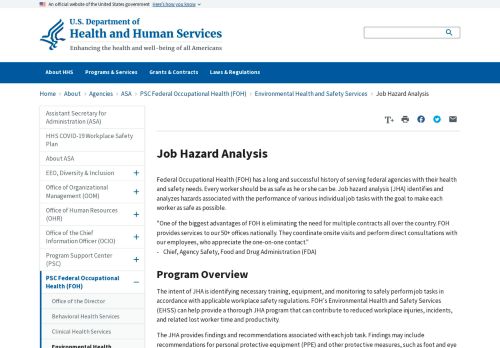 An official website of the United States government Here's how you know
U.S. Department of
Health and Human Services
Enhancing the health and well-being of all Americans
About HHS Programs & Services Grants & Contracts Laws & Regulations
Home > About > Agencies > ASA > PSC Federal Occupational Health (FOH) > Environmental Health and Safety Services > Job Hazard Analysis
Assistant Secretary for
Administration (ASA)
HHS COVID-19 Workplace Safety
Plan
About ASA
EEO, Diversity & Inclusion +
Office of Organizational
Management (OOM) +
Office of Human Resources
(OHR) +
Office of the Chief
Information Officer (OCIO) +
Program Support Center
(PSC) +
PSC Federal Occupational
Health (FOH) −
Office of the Director
Behavioral Health Services
Clinical Health Services
Environmental Health
T+
Job Hazard Analysis
Federal Occupational Health (FOH) has a long and successful history of serving federal agencies with their health
and safety needs. Every worker should be as safe as he or she can be. Job hazard analysis (JHA) identifies and
analyzes hazards associated with the performance of various individual job tasks with the goal to make each
worker as safe as possible.
"One of the biggest advantages of FOH is eliminating the need for multiple contracts all over the country. FOH
provides services to our 50+ offices nationally. They coordinate onsite visits and perform direct consultations with
our employees, who appreciate the one-on-one contact."
- Chief, Agency Safety, Food and Drug Administration (FDA)
Program Overview
The intent of JHA is identifying necessary training, equipment, and monitoring to safely perform job tasks in
accordance with applicable workplace safety regulations. FOH's Environmental Health and Safety Services
(EHSS) can help provide a thorough JHA program that can contribute to reduced workplace injuries, incidents,
and related lost worker time and productivity.
The JHA provides findings and recommendations associated with each job task. Findings may include
recommendations for personal protective equipment (PPE) and other protective measures, such as foot and eye